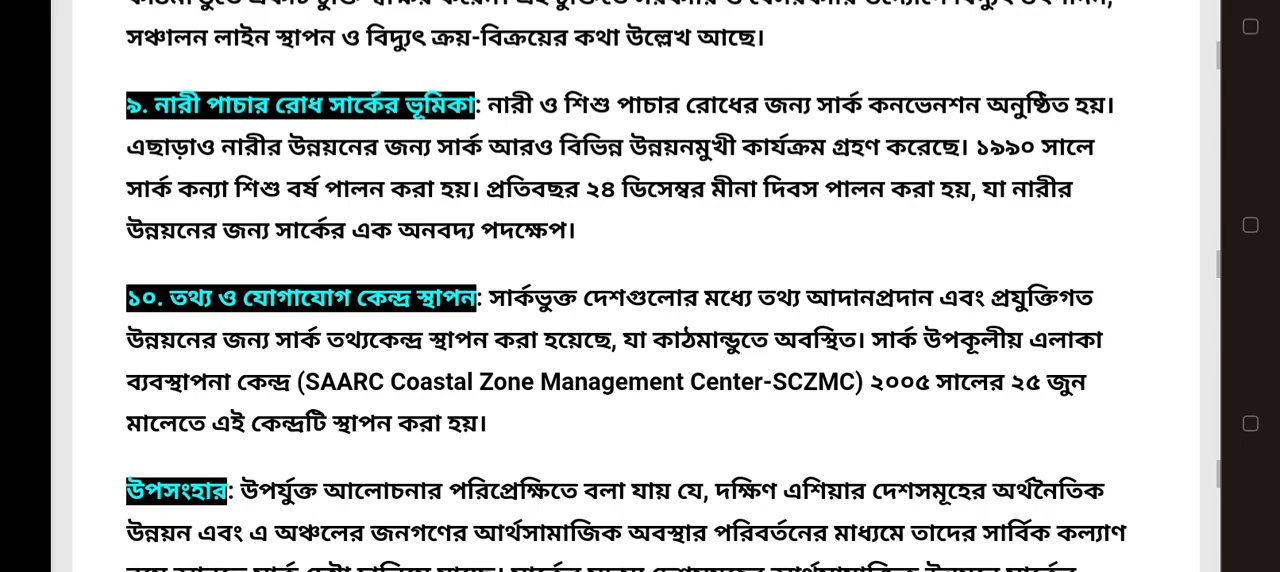 সঞ্চালন লাইন স্থাপন ও বিদ্যুৎ ক্রয়-বিক্রয়ের কথা উল্লেখ আছে।
৯. নারী পাচার রোধ সার্কের ভূমিকা: নারী ও শিশু পাচার রোধের জন্য সার্ক কনভেনশন অনুষ্ঠিত হয়।
এছাড়াও নারীর উন্নয়নের জন্য সার্ক আরও বিভিন্ন উন্নয়নমুখী কার্যক্রম গ্রহণ করেছে। ১৯৯০ সালে
সার্ক কন্যা শিশু বর্ষ পালন করা হয়। প্রতিবছর ২৪ ডিসেম্বর মীনা দিবস পালন করা হয়, যা নারীর
উন্নয়নের জন্য সার্কের এক অনবদ্য পদক্ষেপ।
১০. তথ্য ও যোগাযোগ কেন্দ্র স্থাপন: সার্কভুক্ত দেশগুলোর মধ্যে তথ্য আদানপ্রদান এবং প্রযুক্তিগত
উন্নয়নের জন্য সার্ক তথ্যকেন্দ্র স্থাপন করা হয়েছে, যা কাঠমান্ডুতে অবস্থিত। সার্ক উপকূলীয় এলাকা
ব্যবস্থাপনা কেন্দ্র (SAARC Coastal Zone Management Center-SCZMC) ২০০৫ সালের ২৫ জুন
মালেতে এই কেন্দ্রটি স্থাপন করা হয়।
উপসংহার: উপর্যুক্ত আলোচনার পরিপ্রেক্ষিতে বলা যায় যে, দক্ষিণ এশিয়ার দেশসমূহের অর্থনৈতিক
উন্নয়ন এবং এ অঞ্চলের জনগণের আর্থসামাজিক অবস্থার পরিবর্তনের মাধ্যমে তাদের সার্বিক কল্যাণ